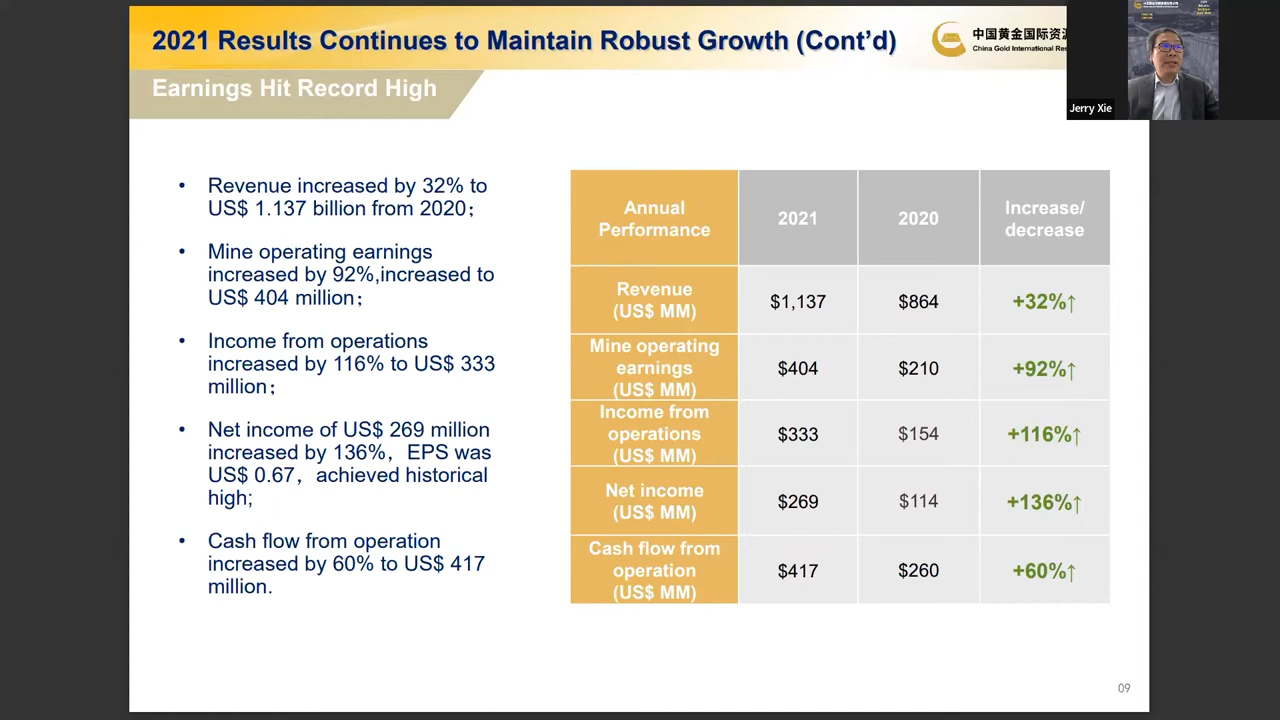 2021 Results Continues to Maintain Robust Growth (Cont’d)
中国黄金国际资源
China Gold International Res
Earnings Hit Record High
Jerry Xie
• Revenue increased by 32% to
US$ 1.137 billion from 2020；
• Mine operating earnings
increased by 92%,increased to
US$ 404 million；
• Income from operations
increased by 116% to US$ 333
million；
• Net income of US$ 269 million
increased by 136%，EPS was
US$ 0.67，achieved historical
high;
• Cash flow from operation
increased by 60% to US$ 417
million.
Annual
Performance
2021
2020
Increase/
decrease
Revenue
(US$ MM)
$1,137
$864
+32%↑
Mine operating
earnings
(US$ MM)
$404
$210
+92%↑
Income from
operations
(US$ MM)
$333
$154
+116%↑
Net income
(US$ MM)
$269
$114
+136%↑
Cash flow from
operation
(US$ MM)
$417
$260
+60%↑
09